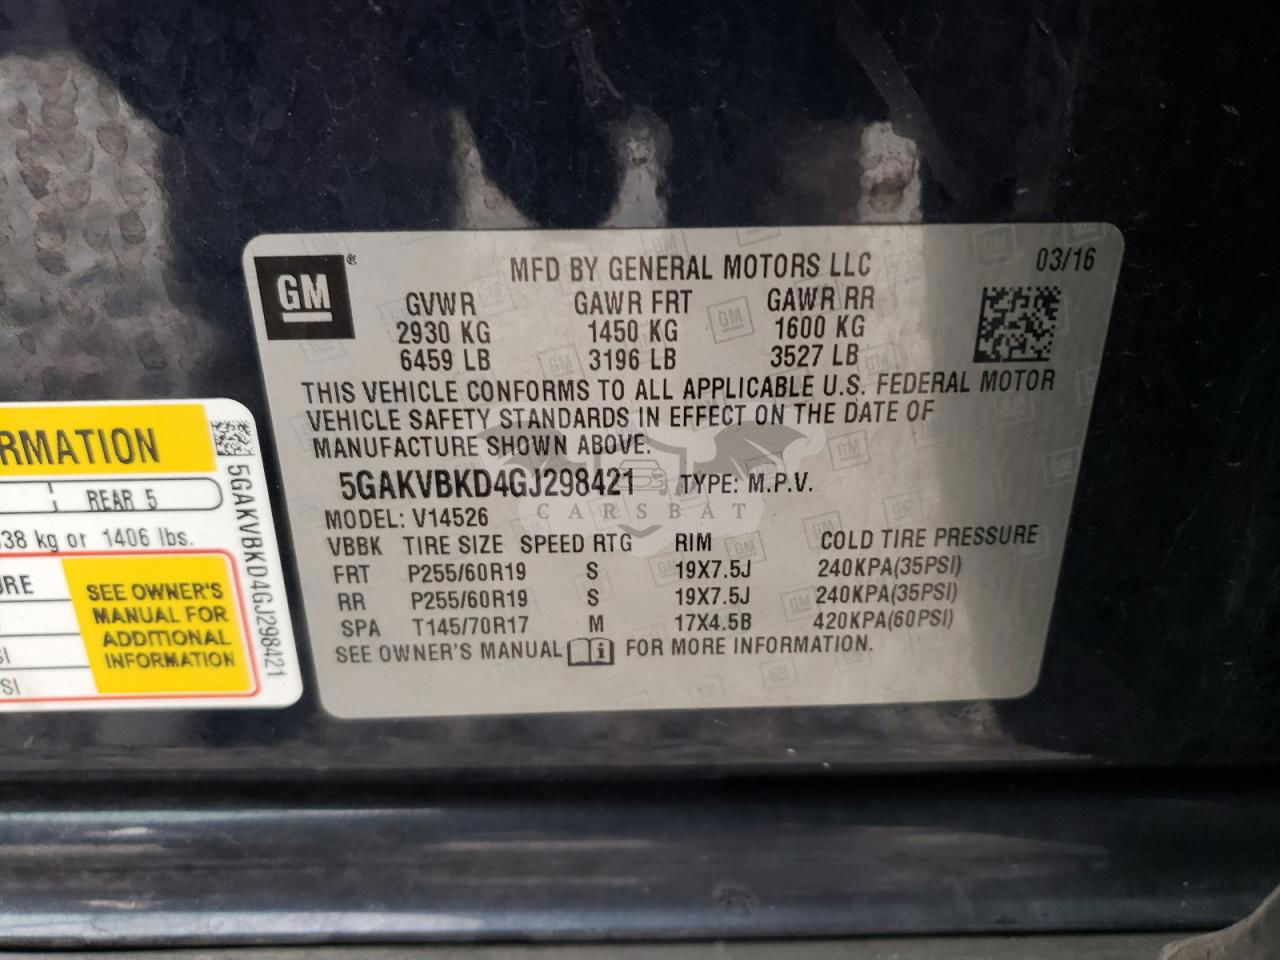 GM ®
MFD BY GENERAL MOTORS LLC
03/16
GVWR GAWR FRT GAWR RR
2930 KG 1450 KG 1600 KG
6459 LB 3196 LB 3527 LB
THIS VEHICLE CONFORMS TO ALL APPLICABLE U.S. FEDERAL MOTOR
VEHICLE SAFETY STANDARDS IN EFFECT ON THE DATE OF
MANUFACTURE SHOWN ABOVE.
5GAKVBKD4GJ298421 TYPE: M.P.V.
CARSBAT
MODEL: V14526
VBBK TIRE SIZE SPEED RTG RIM COLD TIRE PRESSURE
FRT P255/60R19 S 19X7.5J 240KPA(35PSI)
RR P255/60R19 S 19X7.5J 240KPA(35PSI)
SPA T145/70R17 M 17X4.5B 420KPA(60PSI)
SEE OWNER'S MANUAL i FOR MORE INFORMATION.
RMATION
REAR 5
38 kg or 1406 lbs.
URE
SEE OWNER'S
MANUAL FOR
ADDITIONAL
INFORMATION
SI
PSI
5GAKVBKD4GJ298421